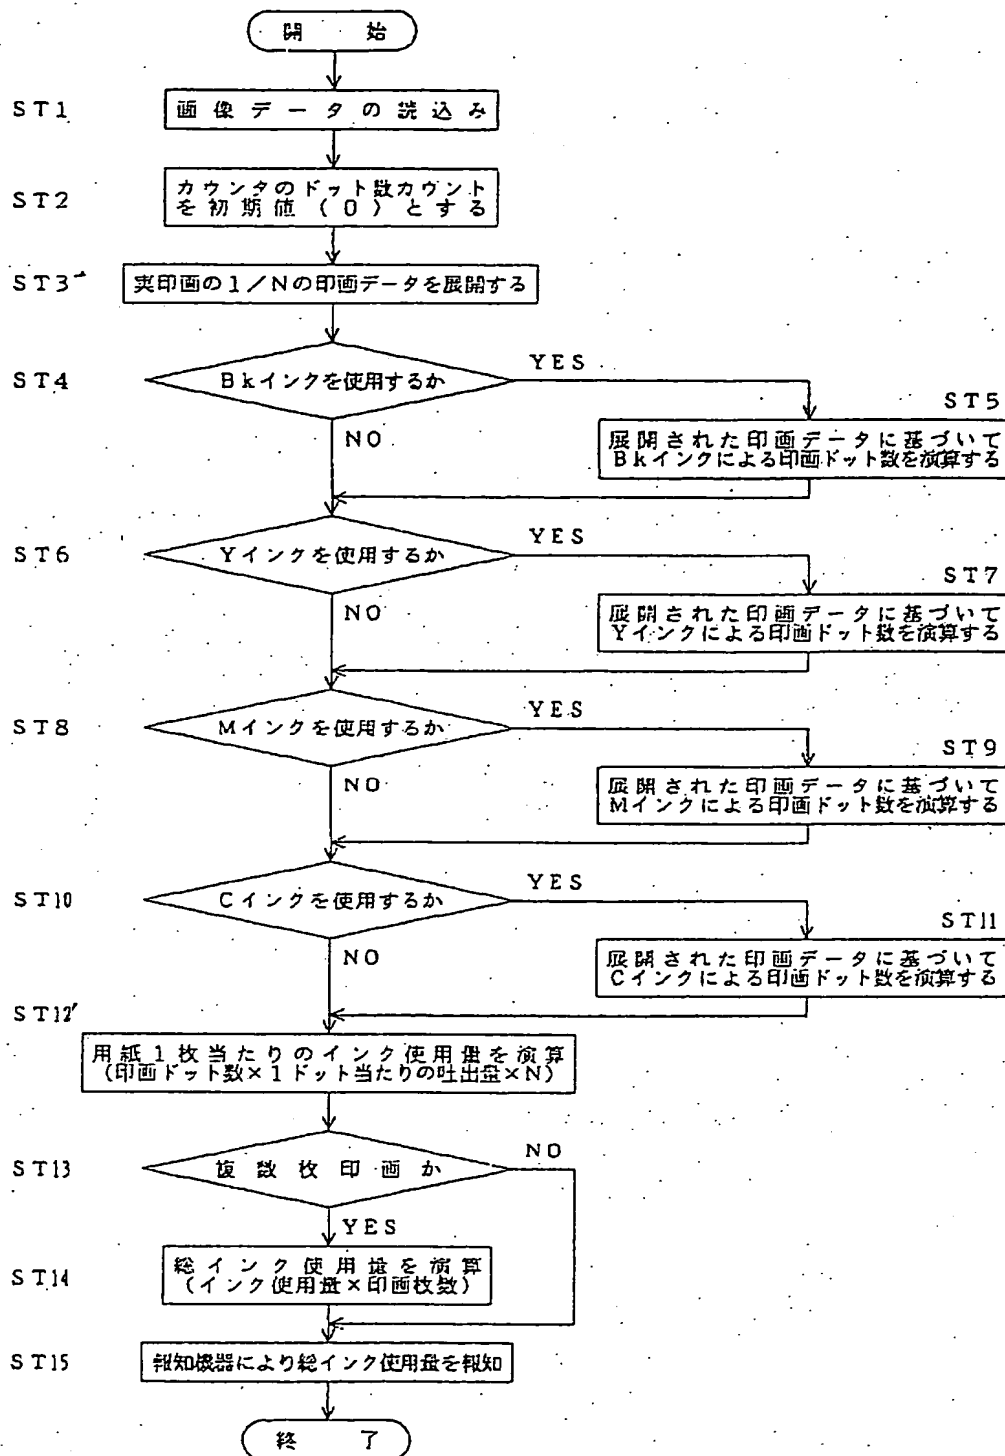 開 始
ST1
画像データの読込み
ST2
カウンタのドット数カウント
を初期値(0)とする
ST3'
実印画の1/Nの印画データを展開する
ST4
Bkインクを使用するか
YES
NO
ST5
展開された印画データに基づいて
Bkインクによる印画ドット数を演算する
ST6
Yインクを使用するか
YES
NO
ST7
展開された印画データに基づいて
Yインクによる印画ドット数を演算する
ST8
Mインクを使用するか
YES
NO
ST9
展開された印画データに基づいて
Mインクによる印画ドット数を演算する
ST10
Cインクを使用するか
YES
NO
ST11
展開された印画データに基づいて
Cインクによる印画ドット数を演算する
ST12'
用紙1枚当たりのインク使用量を演算
(印画ドット数×1ドット当たりの吐出量×N)
ST13
複数枚印画か
NO
YES
ST14
総インク使用量を演算
(インク使用量×印画枚数)
ST15
報知機器により総インク使用量を報知
終 了